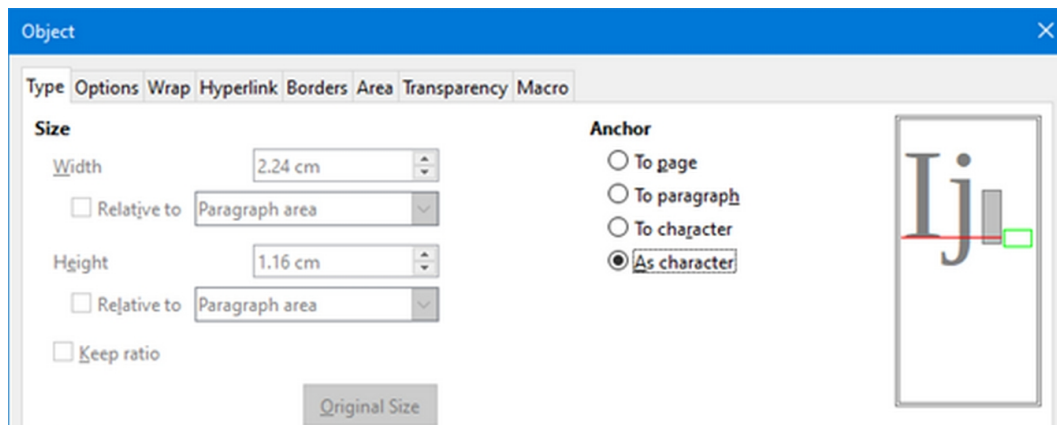 Object
Type Options Wrap Hyperlink Borders Area Transparency Macro
Size
Width 2.24 cm
Relative to Paragraph area
Height 1.16 cm
Relative to Paragraph area
Keep ratio
Original Size
Anchor
To page
To paragraph
To character
As character
Ij